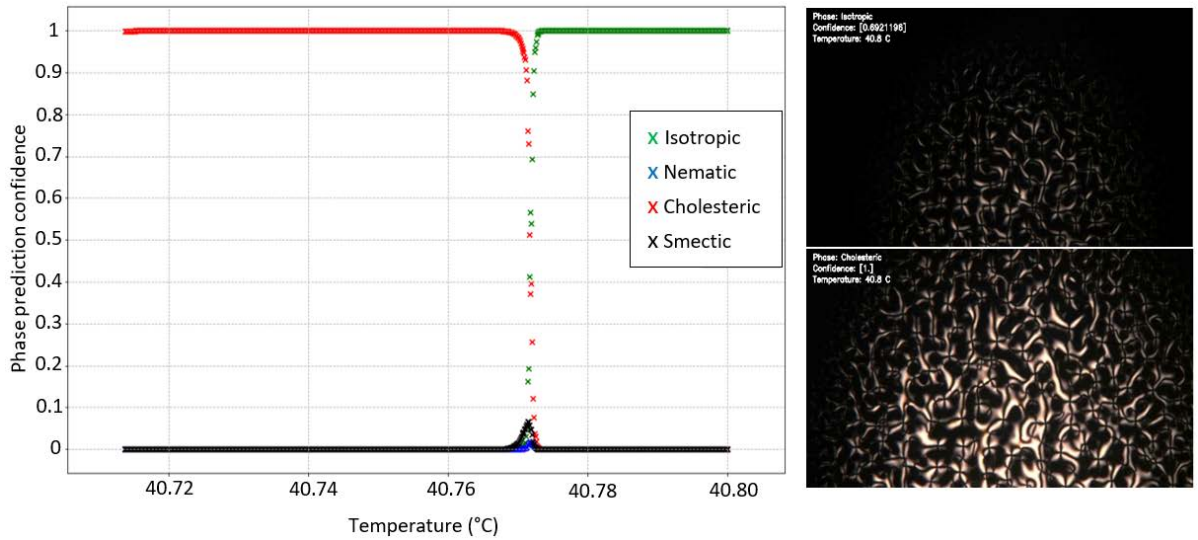 1
0.9
0.8
0.7
0.6
0.5
0.4
0.3
0.2
0.1
0
Phase prediction confidence
40.72
40.74
40.76
40.78
40.80
Temperature (°C)
x Isotropic
x Nematic
x Cholesteric
x Smectic
Phase: Isotropic
Confidence: [0.6921196]
Temperature: 40.8 C
Phase: Cholesteric
Confidence: [1.]
Temperature: 40.8 C